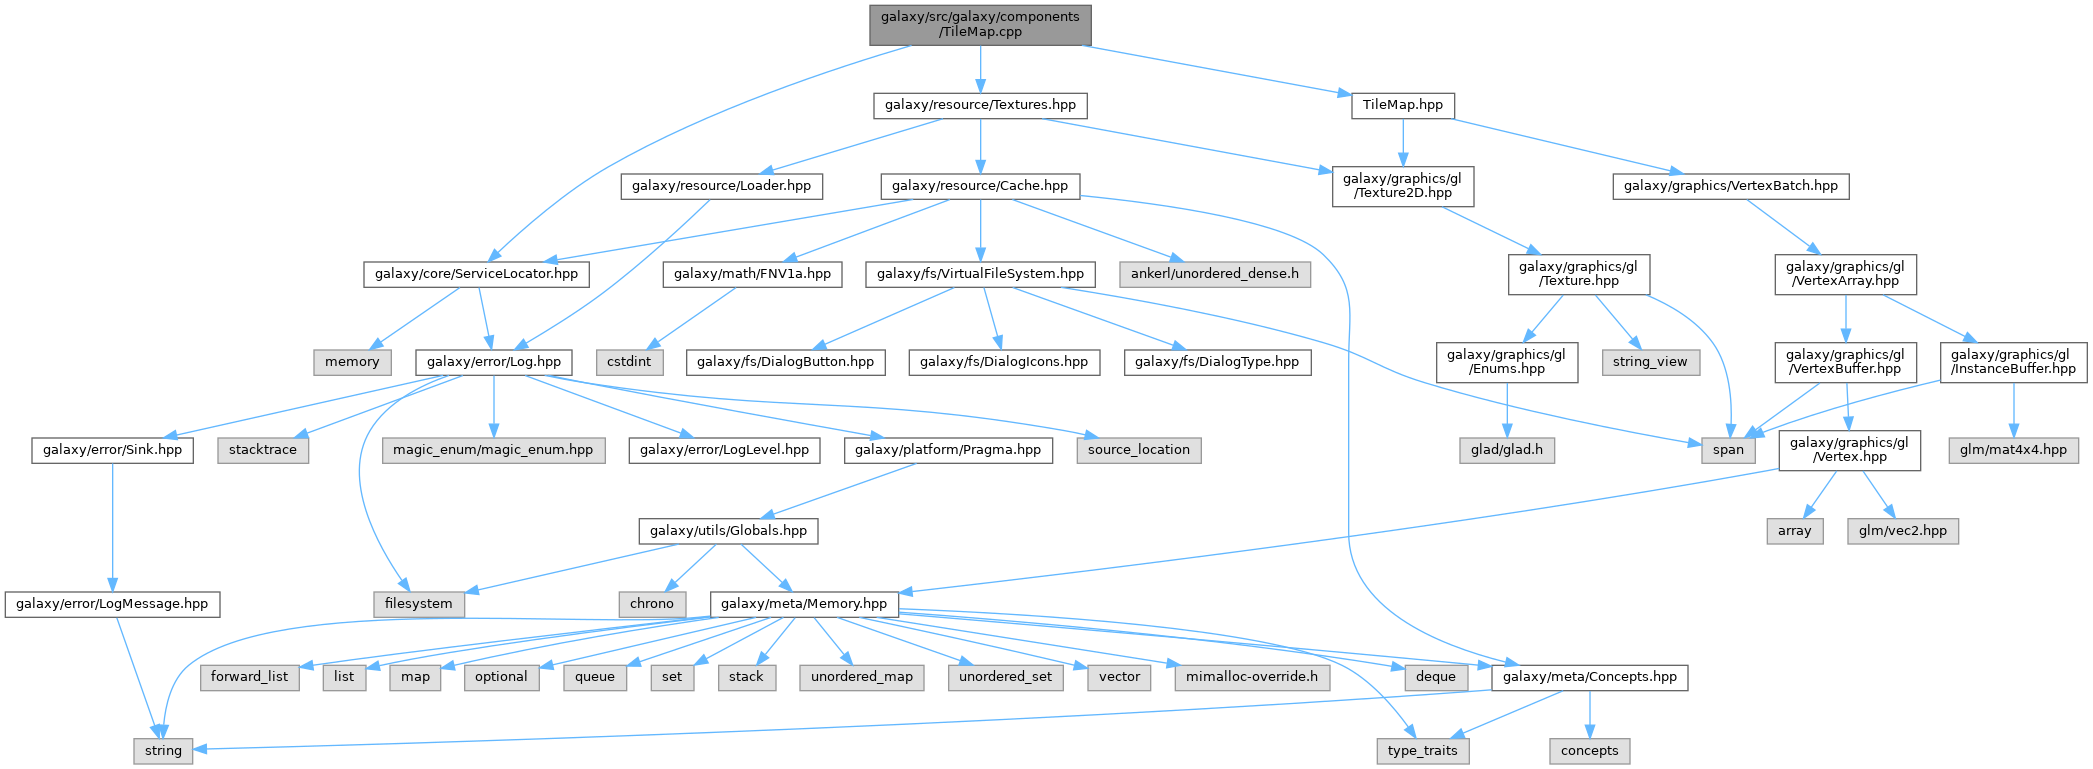 galaxy/src/galaxy/components
/TileMap.cpp
galaxy/resource/Textures.hpp
TileMap.hpp
galaxy/resource/Loader.hpp
galaxy/resource/Cache.hpp
galaxy/graphics/gl
/Texture2D.hpp
galaxy/graphics/VertexBatch.hpp
galaxy/core/ServiceLocator.hpp
galaxy/math/FNV1a.hpp
galaxy/fs/VirtualFileSystem.hpp
ankerl/unordered_dense.h
galaxy/graphics/gl
/Texture.hpp
galaxy/graphics/gl
/VertexArray.hpp
memory
galaxy/error/Log.hpp
cstdint
galaxy/fs/DialogButton.hpp
galaxy/fs/DialogIcons.hpp
galaxy/fs/DialogType.hpp
galaxy/graphics/gl
/Enums.hpp
string_view
galaxy/graphics/gl
/VertexBuffer.hpp
galaxy/graphics/gl
/InstanceBuffer.hpp
galaxy/error/Sink.hpp
stacktrace
magic_enum/magic_enum.hpp
galaxy/error/LogLevel.hpp
galaxy/platform/Pragma.hpp
source_location
glad/glad.h
span
galaxy/graphics/gl
/Vertex.hpp
glm/mat4x4.hpp
galaxy/utils/Globals.hpp
array
glm/vec2.hpp
galaxy/error/LogMessage.hpp
filesystem
chrono
galaxy/meta/Memory.hpp
forward_list
list
map
optional
queue
set
stack
unordered_map
unordered_set
vector
mimalloc-override.h
deque
galaxy/meta/Concepts.hpp
string
type_traits
concepts